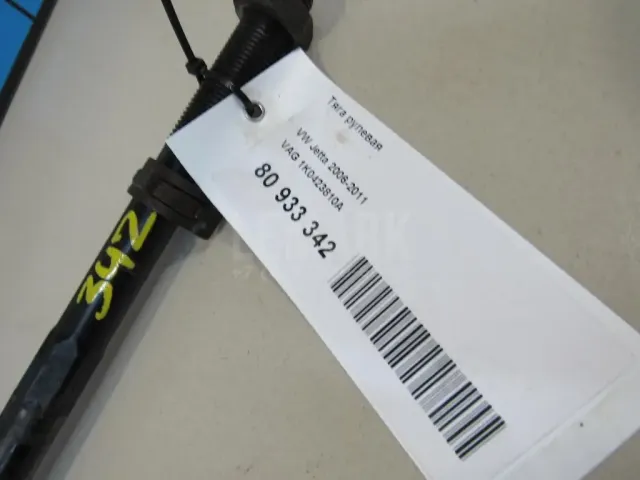 Тяга рулевая
VW Jetta 2006-2011
VAG 1K0423810A
80 933 342
342